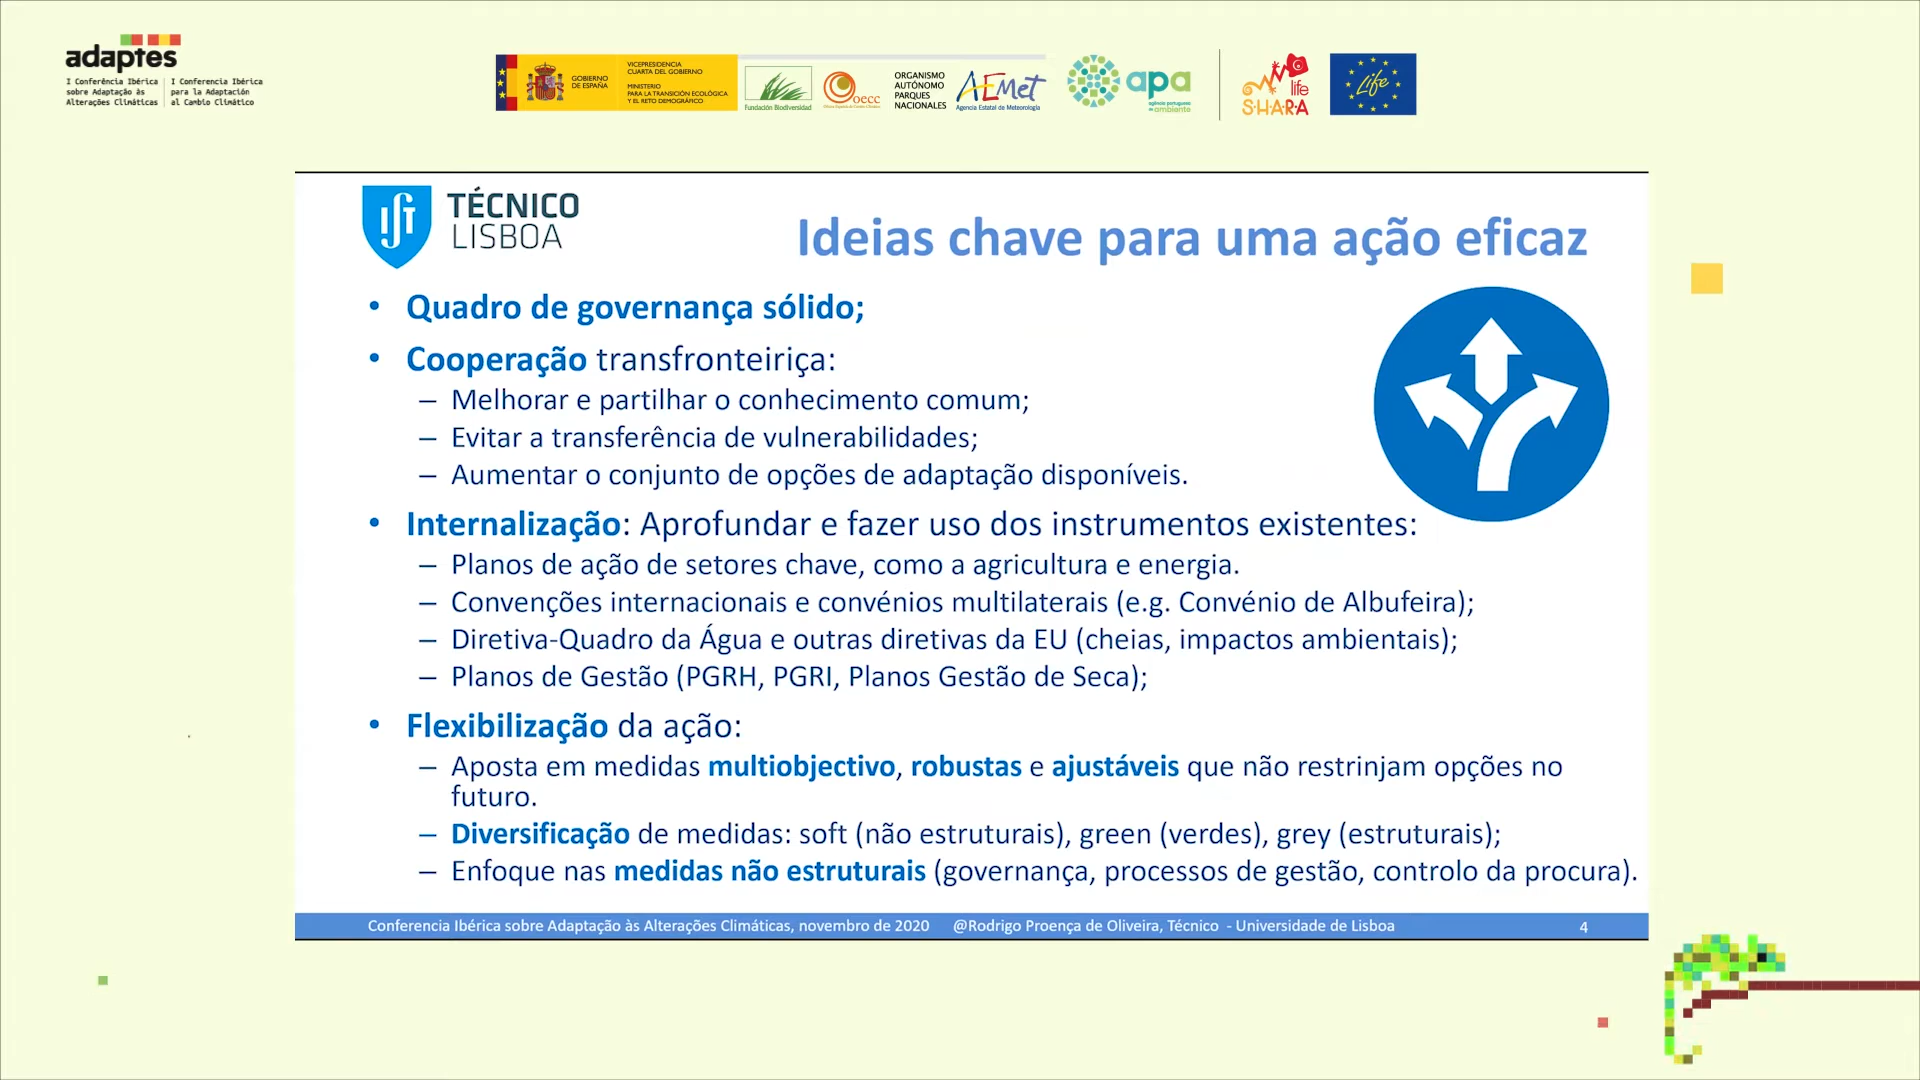 adaptes
I Conferência Ibérica
sobre Adaptação às
Alterações Climáticas
I Conferencia Ibérica
para la Adaptación
al Cambio Climático
GOBIERNO
DE ESPAÑA
VICEPRESIDENCIA
CUARTA DEL GOBIERNO
MINISTERIO
PARA LA TRANSICIÓN ECOLÓGICA
Y EL RETO DEMOGRÁFICO
Fundación Biodiversidad
oecc
ORGANISMO
AUTÓNOMO
PARQUES
NACIONALES
AEMet
Agencia Estatal de Meteorología
apa
agência portuguesa
do ambiente
life
S·H·A·R·A
Life
TÉCNICO
LISBOA
Ideias chave para uma ação eficaz
• Quadro de governança sólido;
• Cooperação transfronteiriça:
– Melhorar e partilhar o conhecimento comum;
– Evitar a transferência de vulnerabilidades;
– Aumentar o conjunto de opções de adaptação disponíveis.
• Internalização: Aprofundar e fazer uso dos instrumentos existentes:
– Planos de ação de setores chave, como a agricultura e energia.
– Convenções internacionais e convénios multilaterais (e.g. Convénio de Albufeira);
– Diretiva-Quadro da Água e outras diretivas da EU (cheias, impactos ambientais);
– Planos de Gestão (PGRH, PGRI, Planos Gestão de Seca);
• Flexibilização da ação:
– Aposta em medidas multiobjectivo, robustas e ajustáveis que não restrinjam opções no
futuro.
– Diversificação de medidas: soft (não estruturais), green (verdes), grey (estruturais);
– Enfoque nas medidas não estruturais (governança, processos de gestão, controlo da procura).
Conferencia Ibérica sobre Adaptação às Alterações Climáticas, novembro de 2020 @Rodrigo Proença de Oliveira, Técnico - Universidade de Lisboa 4